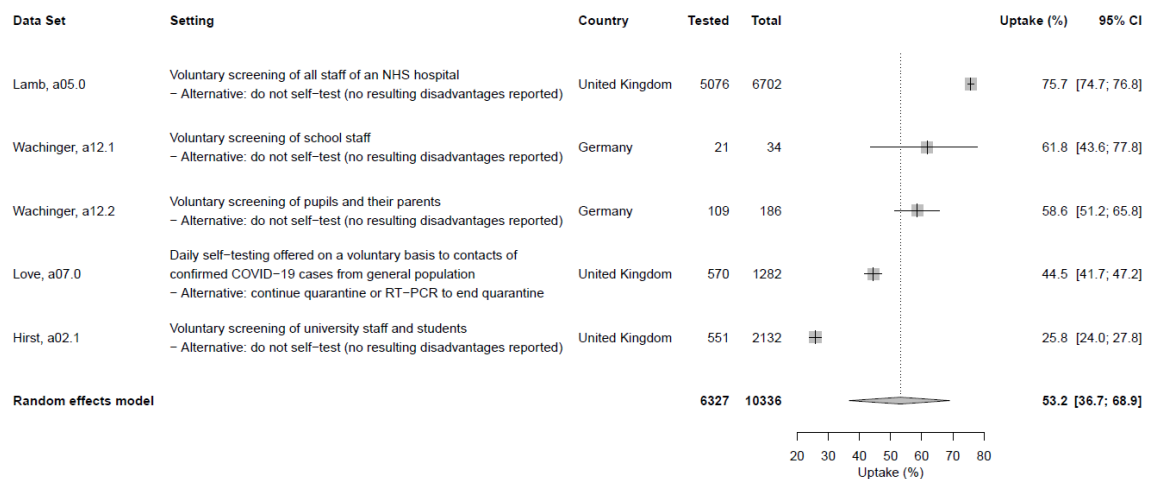 Data Set Setting Country Tested Total Uptake (%) 95% CI
Voluntary screening of all staff of an NHS hospital
Lamb, a05.0 United Kingdom 5076 6702 75.7 [74.7; 76.8]
− Alternative: do not self−test (no resulting disadvantages reported)
Voluntary screening of school staff
Wachinger, a12.1 Germany 21 34 61.8 [43.6; 77.8]
− Alternative: do not self−test (no resulting disadvantages reported)
Voluntary screening of pupils and their parents
Wachinger, a12.2 Germany 109 186 58.6 [51.2; 65.8]
− Alternative: do not self−test (no resulting disadvantages reported)
Daily self−testing offered on a voluntary basis to contacts of
Love, a07.0 confirmed COVID−19 cases from general population United Kingdom 570 1282 44.5 [41.7; 47.2]
− Alternative: continue quarantine or RT−PCR to end quarantine
Voluntary screening of university staff and students
Hirst, a02.1 United Kingdom 551 2132 25.8 [24.0; 27.8]
− Alternative: do not self−test (no resulting disadvantages reported)
Random effects model 6327 10336 53.2 [36.7; 68.9]
20 30 40 50 60 70 80
Uptake (%)